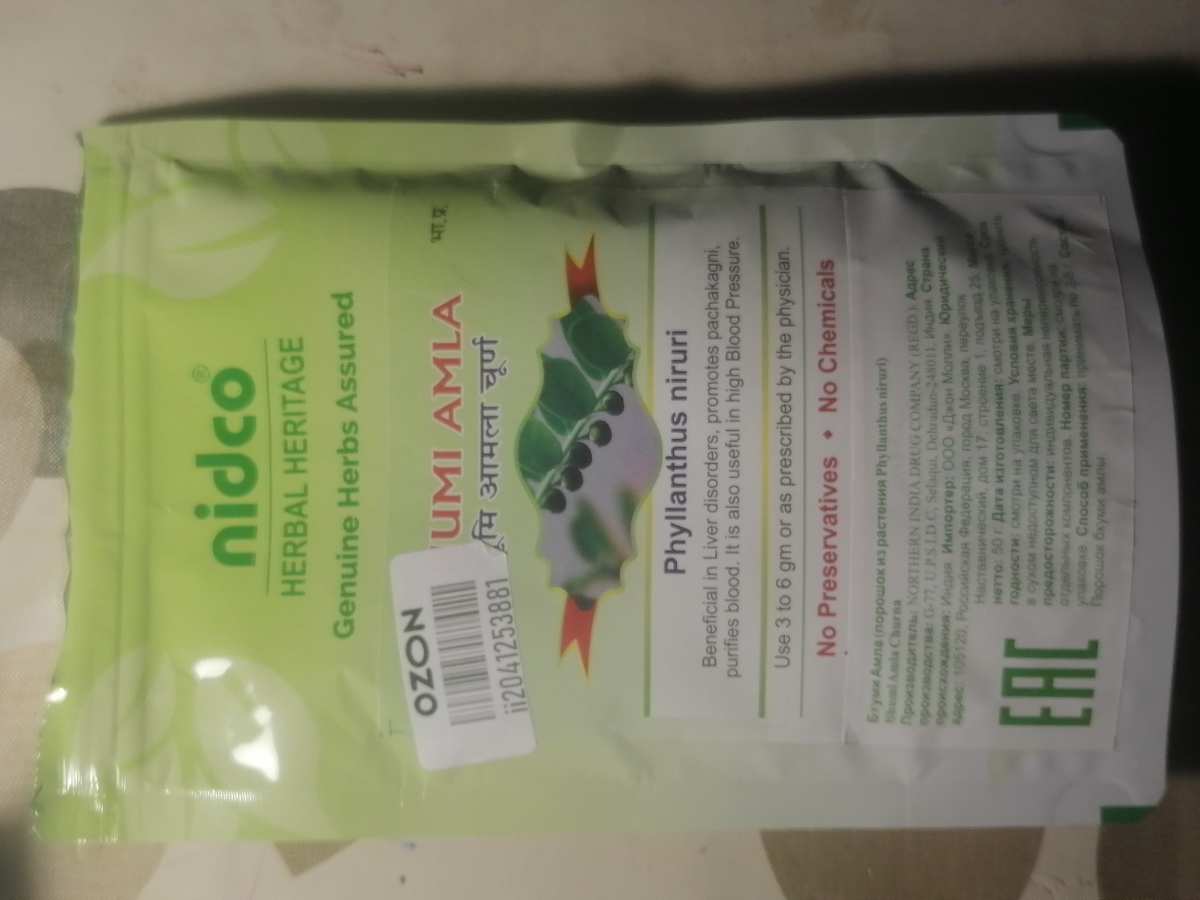 nidco®
HERBAL HERITAGE
Genuine Herbs Assured
भा.प्र.
UMI AMLA
मि आमला चूर्ण
OZON
ii2041253881
Phyllanthus niruri
Beneficial in Liver disorders, promotes pachakagni,
purifies blood. It is also useful in high Blood Pressure.
Use 3 to 6 gm or as prescribed by the physician.
No Preservatives ♦ No Chemicals
Бхуми Амла (порошок из растения Phyllanthus niruri)
Bhumi Amla Churna
Производитель: NORTHERN INDIA DRUG COMPANY (REGD.). Адрес
производства: G-77, U.P.S.I.D.C, Selaqui, Dehradun-248011, Индия. Страна
происхождения: Индия. Импортер: ООО «Джон Молли». Юридический
адрес: 105120, Российская Федерация, город Москва, переулок
Наставнический, дом 17, строение 1, подъезд 25. Масса
нетто: 50 г Дата изготовления: смотри на упаковке. Срок
годности: смотри на упаковке. Условия хранения: хранить
в сухом недоступном для света месте. Меры
предосторожности: индивидуальная непереносимость
отдельных компонентов. Номер партии: смотри на
упаковке. Способ применения: принимать по Состав:
Порошок бхуми амлы.
EAC